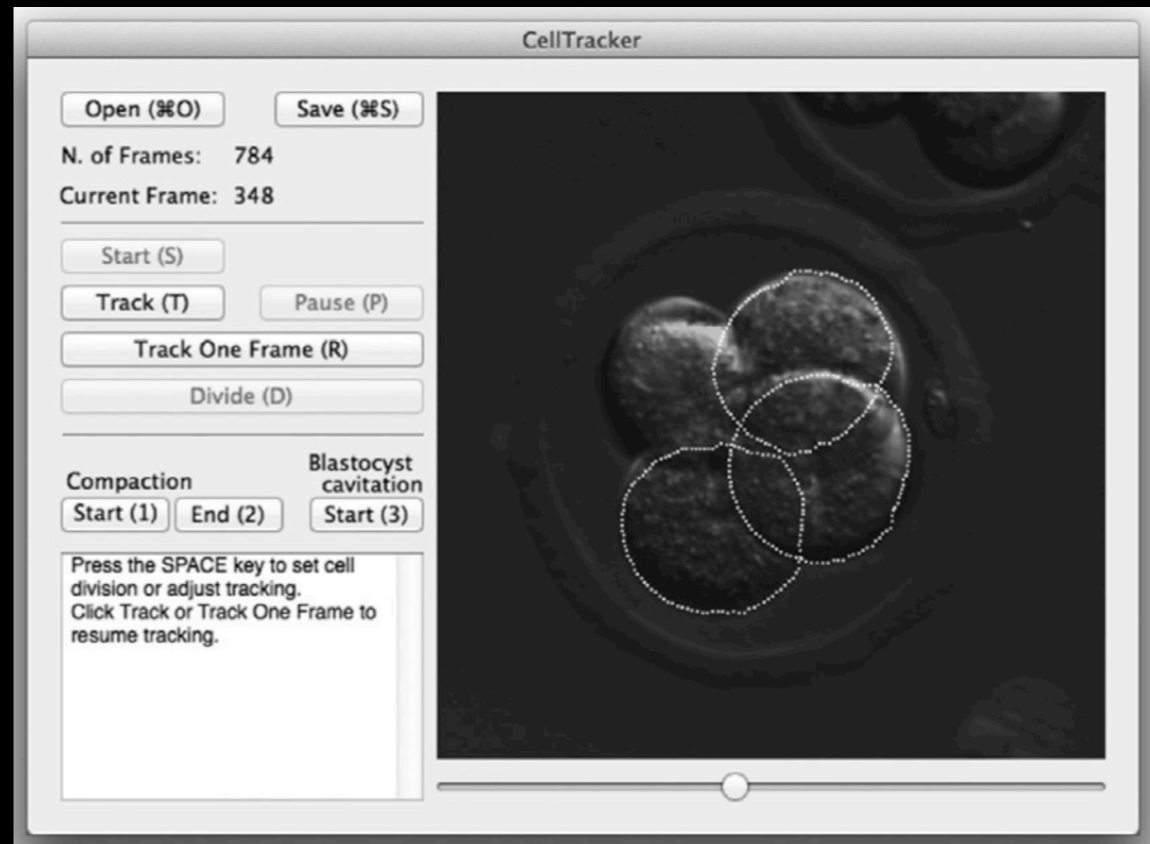 CellTracker
Open (⌘O) Save (⌘S)
N. of Frames: 784
Current Frame: 348
Start (S)
Track (T) Pause (P)
Track One Frame (R)
Divide (D)
Compaction
Start (1) End (2)
Blastocyst
cavitation
Start (3)
Press the SPACE key to set cell
division or adjust tracking.
Click Track or Track One Frame to
resume tracking.